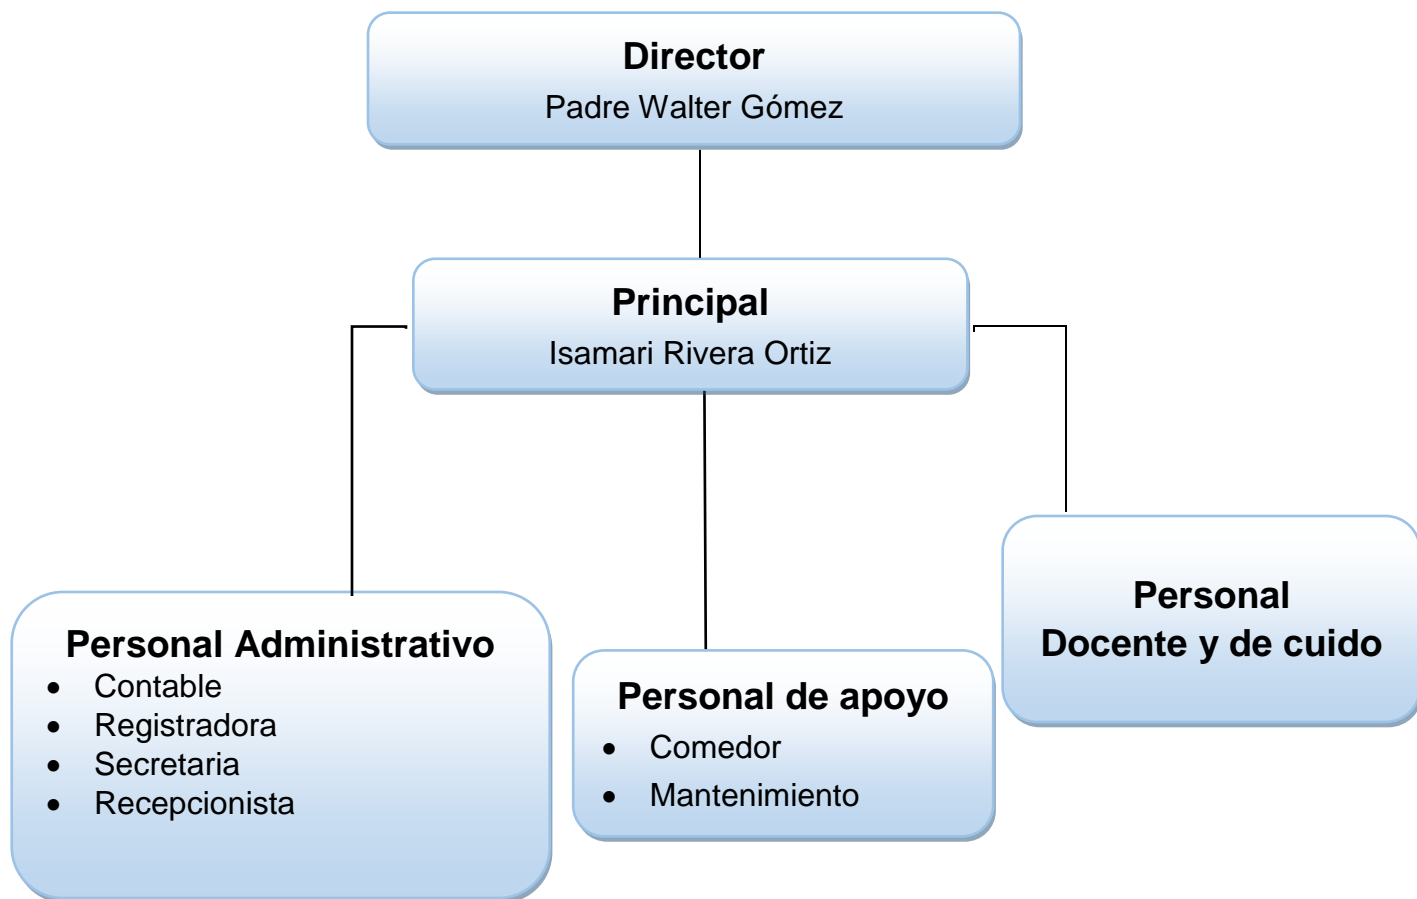 Director
Padre Walter Gómez
Principal
Isamari Rivera Ortiz
Personal Administrativo
• Contable
• Registradora
• Secretaria
• Recepcionista
Personal de apoyo
• Comedor
• Mantenimiento
Personal
Docente y de cuido